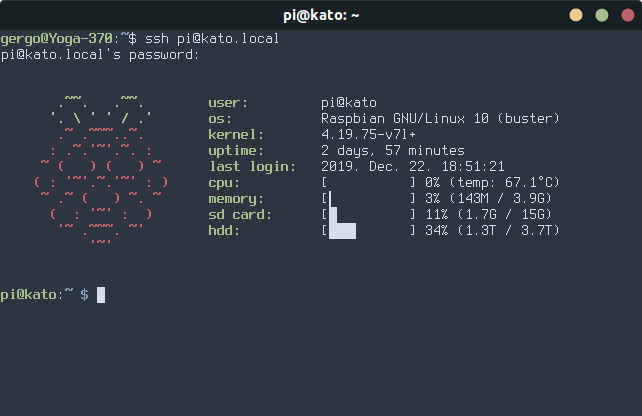 pi@kato: ~
gergo@Yoga-370:~$ ssh pi@kato.local
pi@kato.local's password:
user: pi@kato
os: Raspbian GNU/Linux 10 (buster)
kernel: 4.19.75-v7l+
uptime: 2 days, 57 minutes
last login: 2019. Dec. 22. 18:51:21
cpu: [ ] 0% (temp: 67.1°C)
memory: [ ] 3% (143M / 3.9G)
sd card: [ ] 11% (1.7G / 15G)
hdd: [ ] 34% (1.3T / 3.7T)
pi@kato:~ $